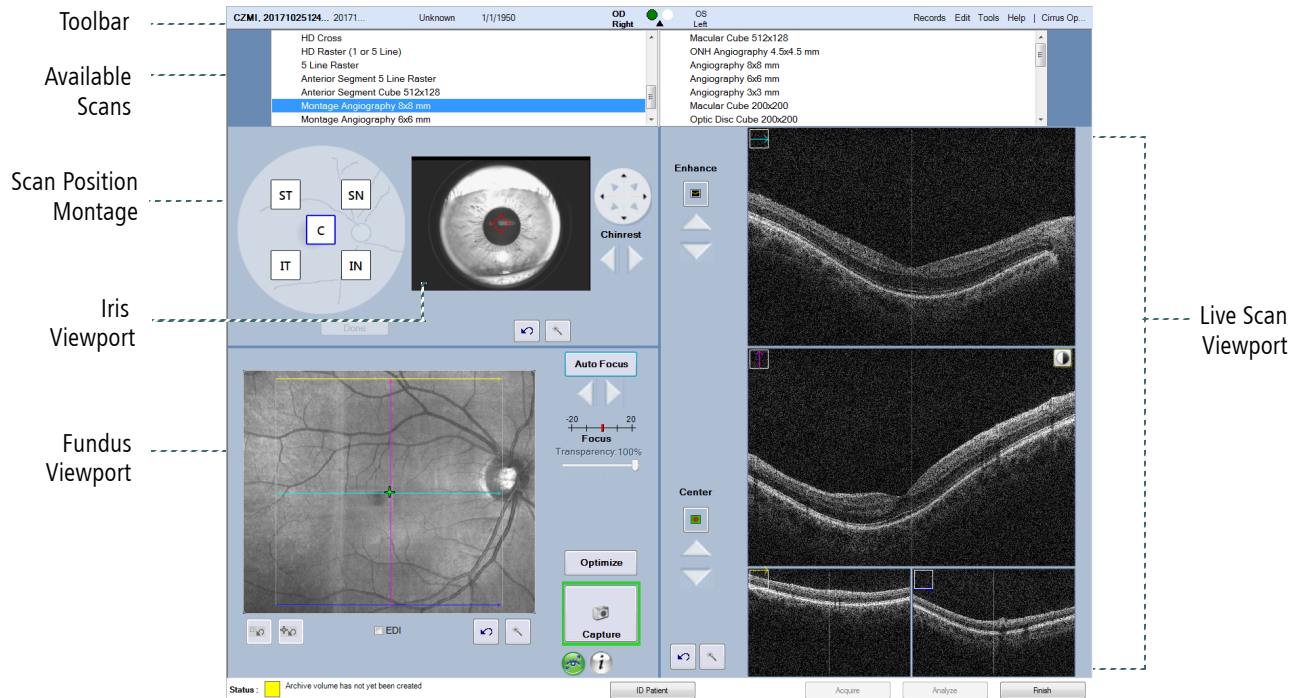 Toolbar
Available
Scans
Scan Position
Montage
Iris
Viewport
Fundus
Viewport
Live Scan
Viewport
CZMI, 20171025124... 20171... Unknown 1/1/1950
OD
Right
OS
Left
Records Edit Tools Help | Cirrus Op...
HD Cross
HD Raster (1 or 5 Line)
5 Line Raster
Anterior Segment 5 Line Raster
Anterior Segment Cube 512x128
Montage Angiography 8x8 mm
Montage Angiography 6x6 mm
Macular Cube 512x128
ONH Angiography 4.5x4.5 mm
Angiography 8x8 mm
Angiography 6x6 mm
Angiography 3x3 mm
Macular Cube 200x200
Optic Disc Cube 200x200
ST SN
C
IT IN
Done
Chinrest
Enhance
Auto Focus
-20 20
Focus
Transparency:100%
Center
Optimize
Capture
EDI
i
Status : Archive volume has not yet been created
ID Patient
Acquire
Analyze
Finish